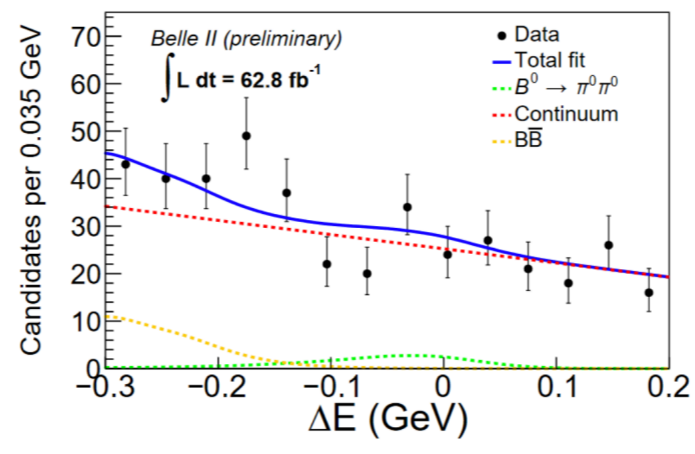 Belle II (preliminary)
∫L dt = 62.8 fb⁻¹
Data
Total fit
B⁰ → π⁰π⁰
Continuum
BB̅
Candidates per 0.035 GeV
70
60
50
40
30
20
10
0
−0.3 −0.2 −0.1 0 0.1 0.2
ΔE (GeV)